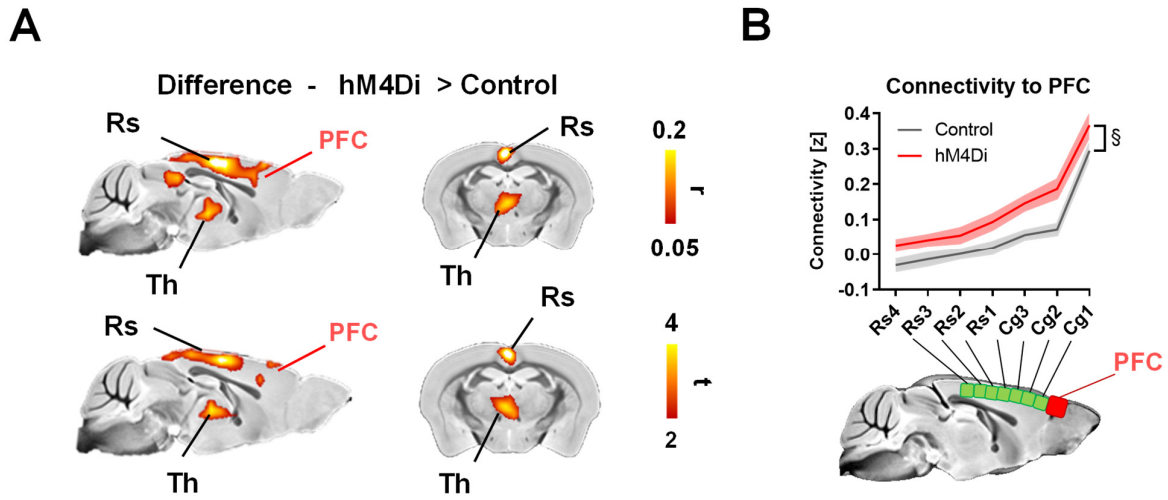 A
Difference - hM4Di > Control
Rs
PFC
Th
Rs
Th
0.2
r
0.05
Rs
PFC
Th
Rs
Th
4
t
2
B
Connectivity to PFC
Control
hM4Di
§
Connectivity [z]
0.4
0.3
0.2
0.1
0.0
-0.1
Rs4
Rs3
Rs2
Rs1
Cg3
Cg2
Cg1
PFC